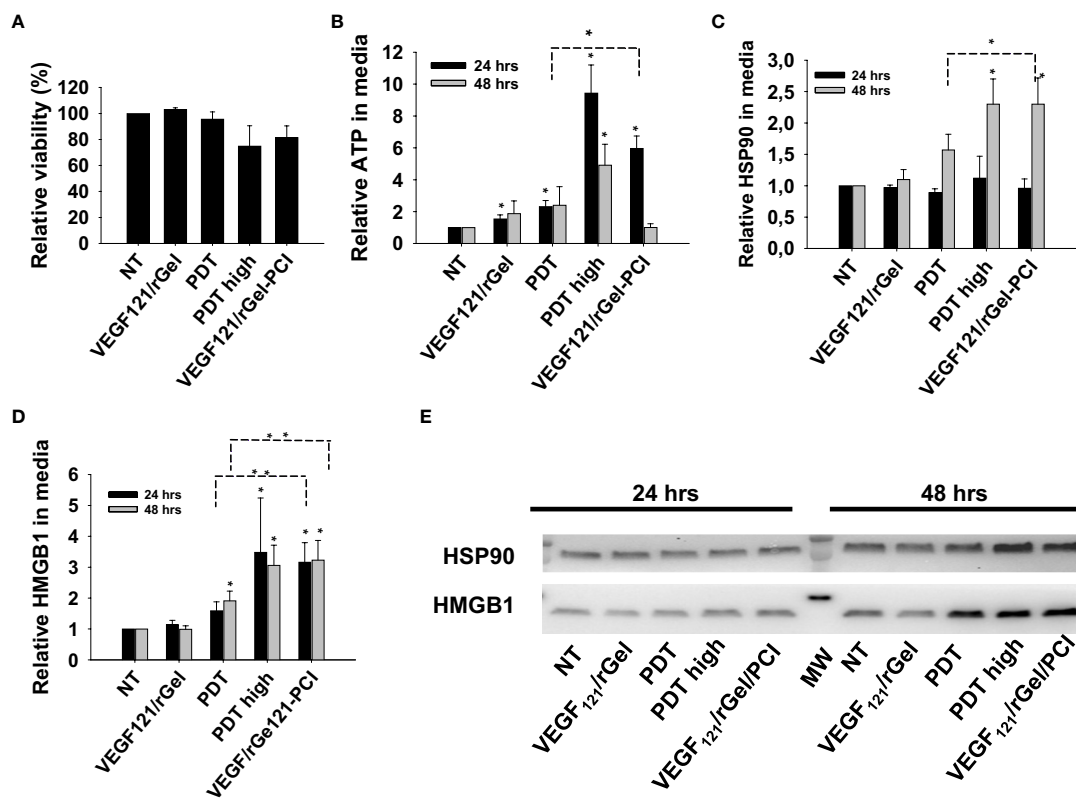 A
Relative viability (%)
120
100
80
60
40
20
0
NT
VEGF121/rGel
PDT
PDT high
VEGF121/rGel-PCI
B
Relative ATP in media
12
10
8
6
4
2
0
24 hrs
48 hrs
*
*
*
*
*
*
NT
VEGF121/rGel
PDT
PDT high
VEGF121/rGel-PCI
C
Relative HSP90 in media
3,0
2,5
2,0
1,5
1,0
0,5
0,0
24 hrs
48 hrs
*
*
*
NT
VEGF121/rGel
PDT
PDT high
VEGF121/rGel-PCI
D
Relative HMGB1 in media
6
5
4
3
2
1
0
24 hrs
48 hrs
* *
* *
*
*
*
*
*
NT
VEGF121/rGel
PDT
PDT high
VEGF/rGe121-PCI
E
24 hrs
48 hrs
HSP90
HMGB1
NT
VEGF₁₂₁/rGel
PDT
PDT high
VEGF₁₂₁/rGel/PCI
MW
NT
VEGF₁₂₁/rGel
PDT
PDT high
VEGF₁₂₁/rGel/PCI